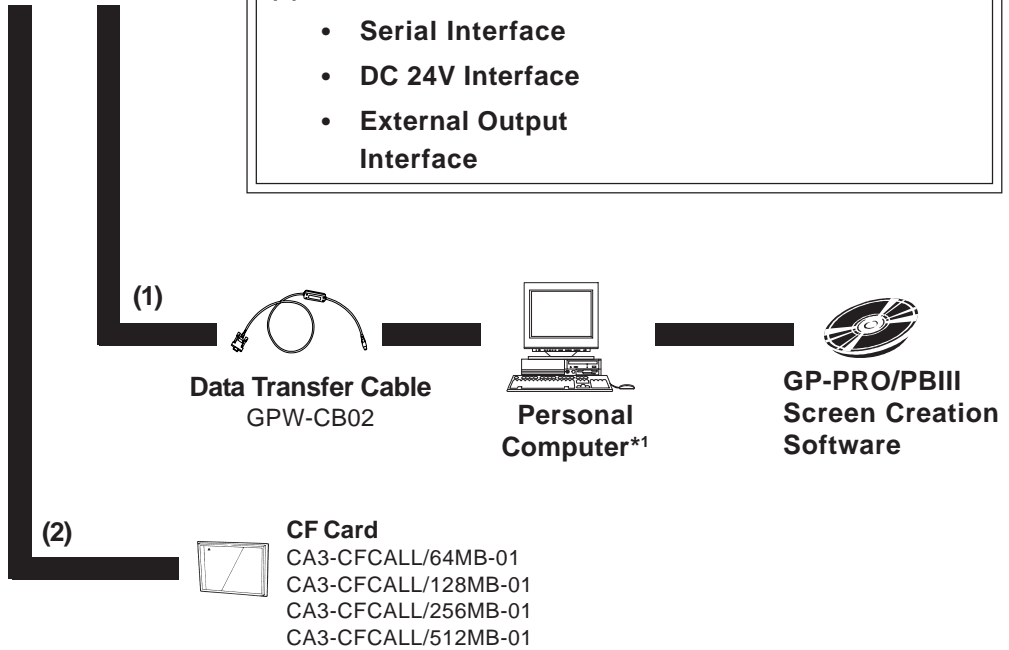 • Serial Interface
• DC 24V Interface
• External Output
Interface
(1)
Data Transfer Cable
GPW-CB02
Personal
Computer*1
GP-PRO/PBIII
Screen Creation
Software
(2)
CF Card
CA3-CFCALL/64MB-01
CA3-CFCALL/128MB-01
CA3-CFCALL/256MB-01
CA3-CFCALL/512MB-01